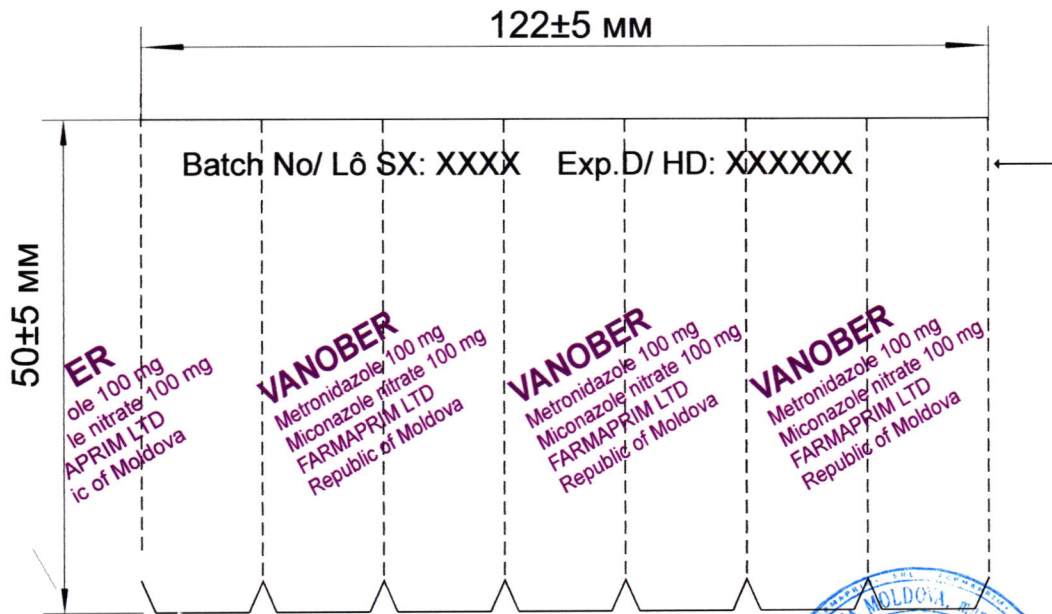 122±5 мм
50±5 мм
Batch No/ Lô SX: XXXX Exp.D/ HD: XXXXXX
ER
ole 100 mg
le nitrate 100 mg
APRIM LTD
ic of Moldova
VANOBER
Metronidazole 100 mg
Miconazole nitrate 100 mg
FARMAPRIM LTD
Republic of Moldova
VANOBER
Metronidazole 100 mg
Miconazole nitrate 100 mg
FARMAPRIM LTD
Republic of Moldova
VANOBER
Metronidazole 100 mg
Miconazole nitrate 100 mg
FARMAPRIM LTD
Republic of Moldova
MOLDOVA,